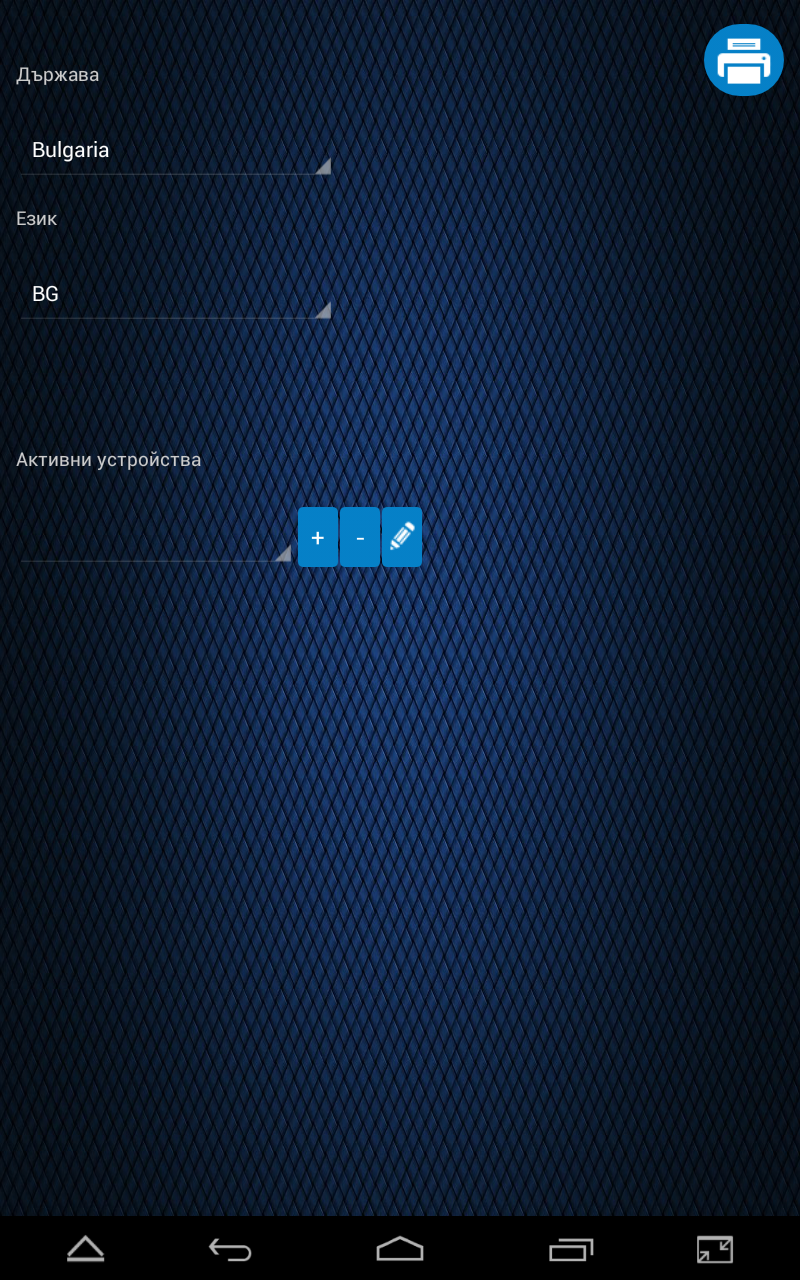 Държава
Bulgaria
Език
BG
Активни устройства
+ -